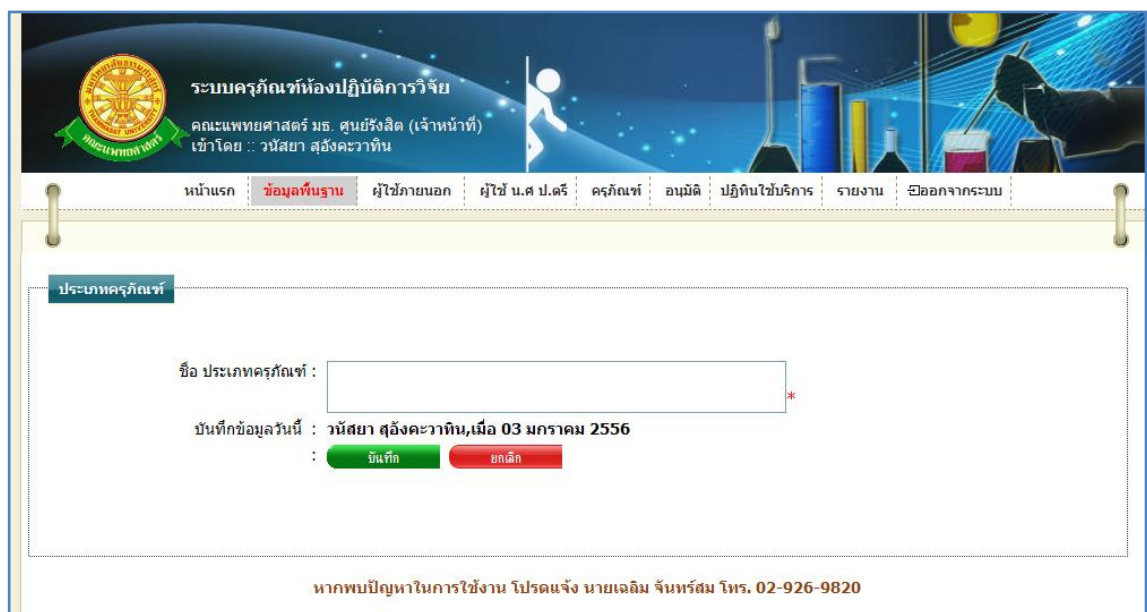 ระบบครุภัณฑ์ห้องปฏิบัติการวิจัย
คณะแพทยศาสตร์ มธ. ศูนย์รังสิต (เจ้าหน้าที่)
เข้าโดย :: วนัสยา สุอังคะวาทิน
คณะแพทยศาสตร์
หน้าแรก ข้อมูลพื้นฐาน ผู้ใช้ภายนอก ผู้ใช้ น.ศ ป.ตรี ครุภัณฑ์ อนุมัติ ปฏิทินใช้บริการ รายงาน ออกจากระบบ
ประเภทครุภัณฑ์
ชื่อ ประเภทครุภัณฑ์ :
*
บันทึกข้อมูลวันนี้ : วนัสยา สุอังคะวาทิน,เมื่อ 03 มกราคม 2556
: บันทึก ยกเลิก
หากพบปัญหาในการใช้งาน โปรดแจ้ง นายเฉลิม จันทร์สม โทร. 02-926-9820